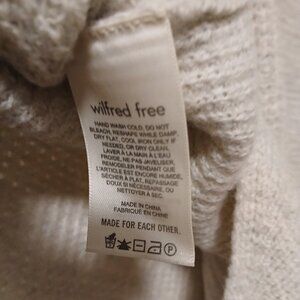 wilfred free
HAND WASH COLD, DO NOT
BLEACH, RESHAPE WHILE DAMP,
DRY FLAT, COOL IRON ONLY IF
NEEDED, OR DRY CLEAN.
LAVER À LA MAIN À L'EAU
FROIDE, NE PAS JAVELISER,
REMODELER PENDANT QUE
L'ARTICLE EST ENCORE HUMIDE,
SÉCHER À PLAT, REPASSAGE
DOUX SI NÉCESSAIRE, OU
NETTOYER À SEC.
MADE IN CHINA
FABRIQUÉ EN CHINE
MADE FOR EACH OTHER.
P